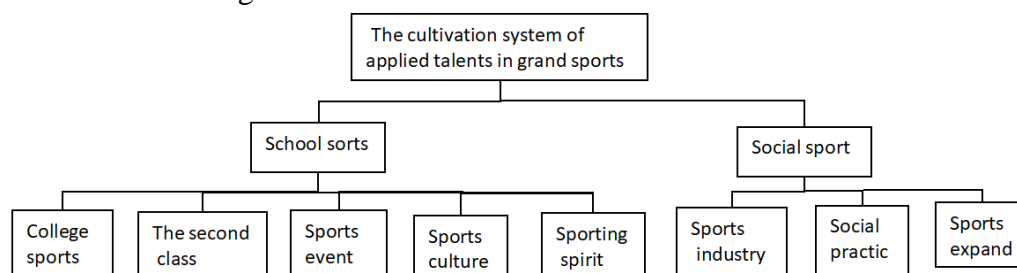 The cultivation system of
applied talents in grand sports
School sorts
Social sport
College
sports
The second
class
Sports
event
Sports
culture
Sporting
spirit
Sports
industry
Social
practic
Sports
expand